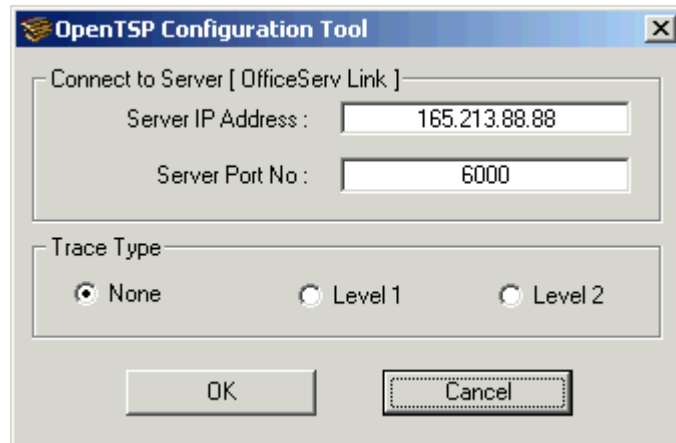 OpenTSP Configuration Tool
Connect to Server [ OfficeServ Link ]
Server IP Address : 165.213.88.88
Server Port No : 6000
Trace Type
None Level 1 Level 2
OK Cancel